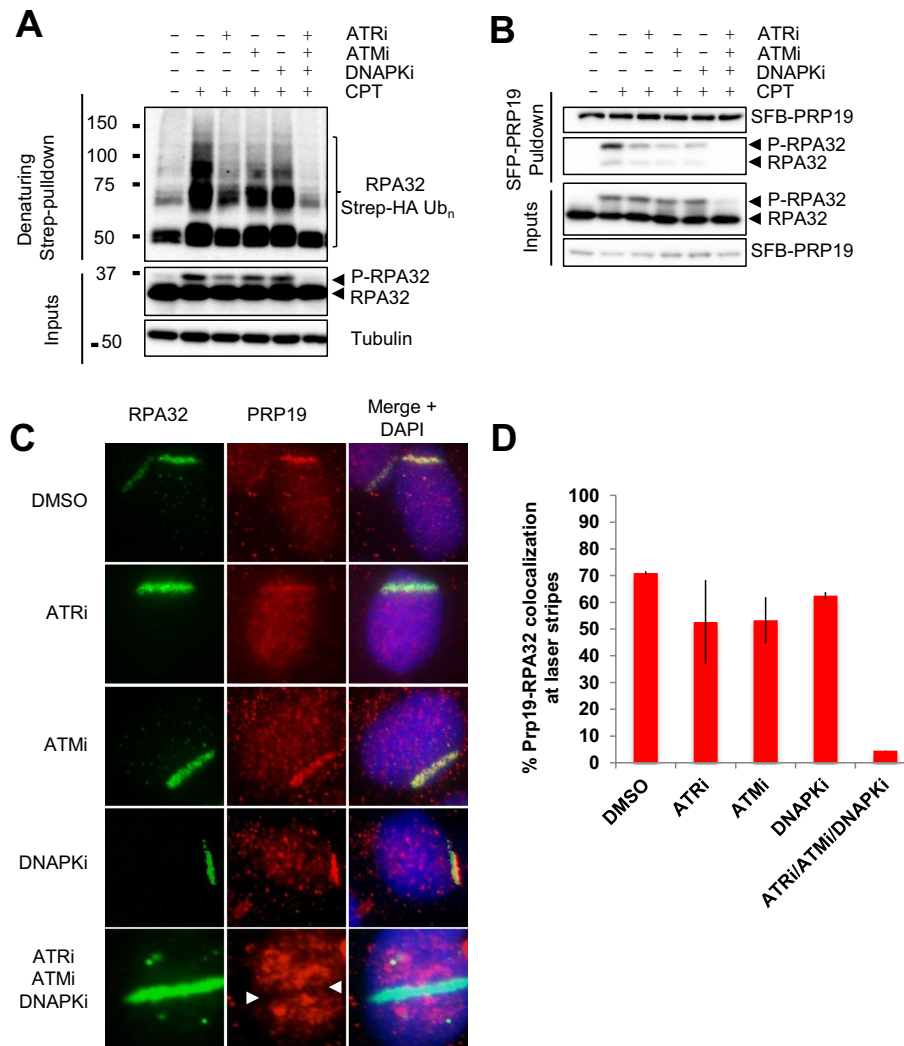 A
– – + – – + ATRi
– – – + – + ATMi
– – – – + + DNAPKi
– + + + + + CPT
Denaturing
Strep-pulldown
150
100
75
50
RPA32
Strep-HA Ubn
Inputs
37
P-RPA32
RPA32
50
Tubulin
B
– – + – – + ATRi
– – – + – + ATMi
– – – – + + DNAPKi
– + + + + + CPT
SFP-PRP19
Puldown
SFB-PRP19
P-RPA32
RPA32
Inputs
P-RPA32
RPA32
SFB-PRP19
C
RPA32 PRP19 Merge +
DAPI
DMSO
ATRi
ATMi
DNAPKi
ATRi
ATMi
DNAPKi
D
% Prp19-RPA32 colocalization
at laser stripes
100
90
80
70
60
50
40
30
20
10
0
DMSO
ATRi
ATMi
DNAPKi
ATRi/ATMi/DNAPKi